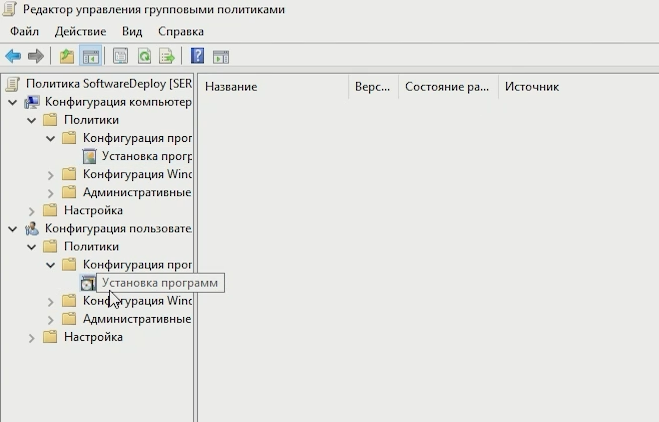 Редактор управления групповыми политиками
Файл Действие Вид Справка
Название Верс... Состояние ра... Источник
Политика SoftwareDeploy [SER
Конфигурация компьютер
Политики
Конфигурация прог
Установка прогр
Конфигурация Winc
Административные
Настройка
Конфигурация пользовате.
Политики
Конфигурация прог
Установка программ
Конфигурация Winc
Административные
Настройка